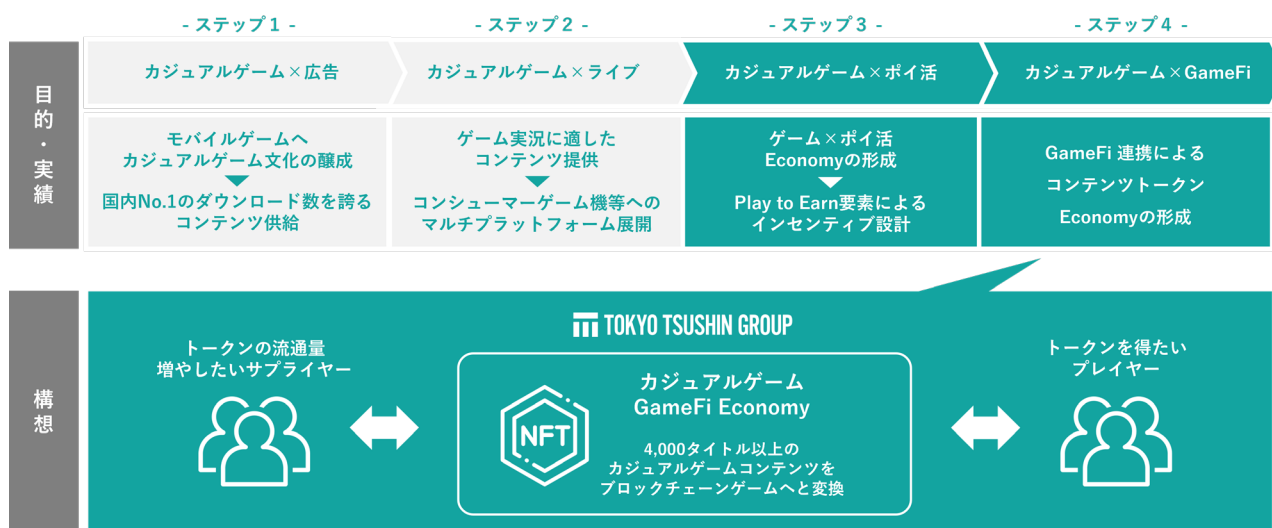 - ステップ1 -
- ステップ2 -
- ステップ3 -
- ステップ4 -
目的・実績
カジュアルゲーム×広告
カジュアルゲーム×ライブ
カジュアルゲーム×ポイ活
カジュアルゲーム×GameFi
モバイルゲームへ
カジュアルゲーム文化の醸成
国内No.1のダウンロード数を誇る
コンテンツ供給
ゲーム実況に適した
コンテンツ提供
コンシューマーゲーム機等への
マルチプラットフォーム展開
ゲーム×ポイ活
Economyの形成
Play to Earn要素による
インセンティブ設計
GameFi 連携による
コンテンツトークン
Economyの形成
構想
TOKYO TSUSHIN GROUP
トークンの流通量
増やしたいサプライヤー
NFT
カジュアルゲーム
GameFi Economy
4,000タイトル以上の
カジュアルゲームコンテンツを
ブロックチェーンゲームへと変換
トークンを得たい
プレイヤー